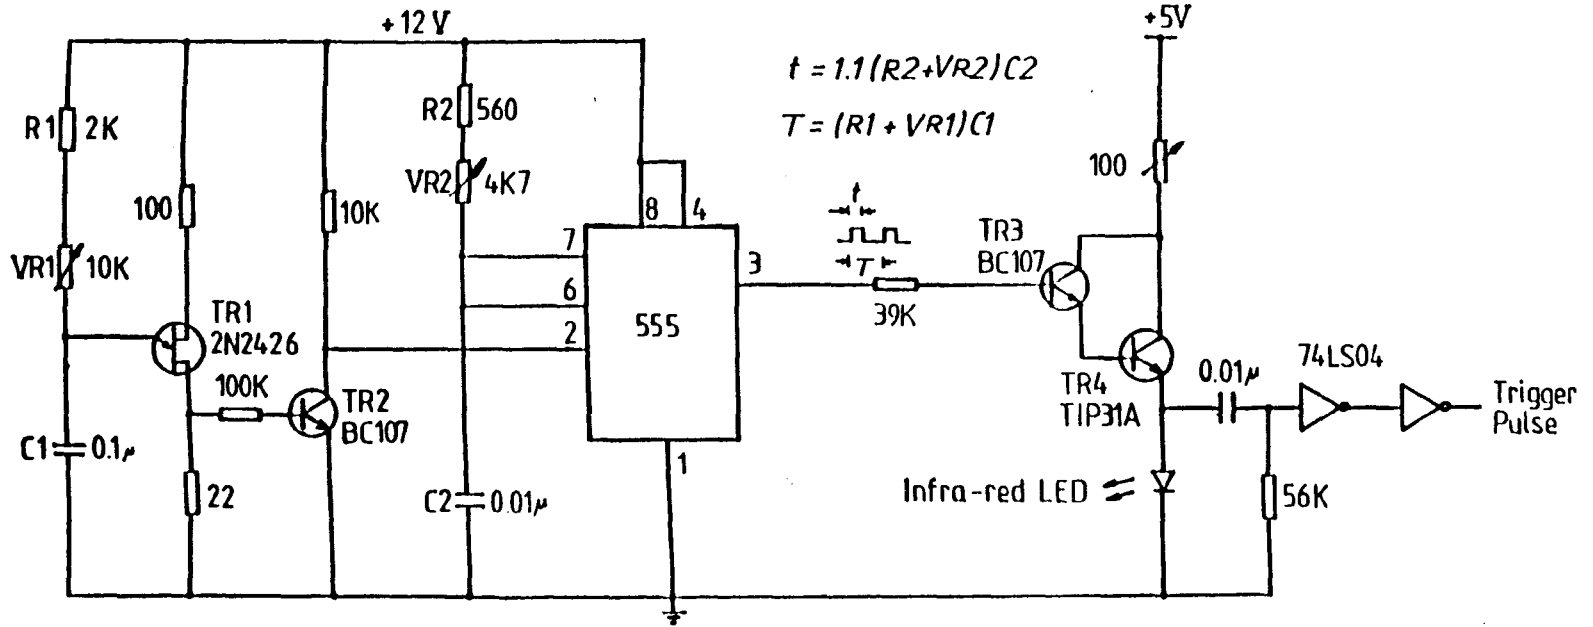 +12V
+5V
t = 1.1(R2+VR2)C2
T = (R1 + VR1)C1
R1 2K
R2 560
100
10K
VR2 4K7
100
8 4
t
7
3
T
TR3
BC107
VR1 10K
6
39K
TR1
2N2426
555
2
74LS04
100K
TR2
BC107
TR4
TIP31A
0.01μ
Trigger
Pulse
C1 0.1μ
1
22
C2 0.01μ
Infra-red LED
56K